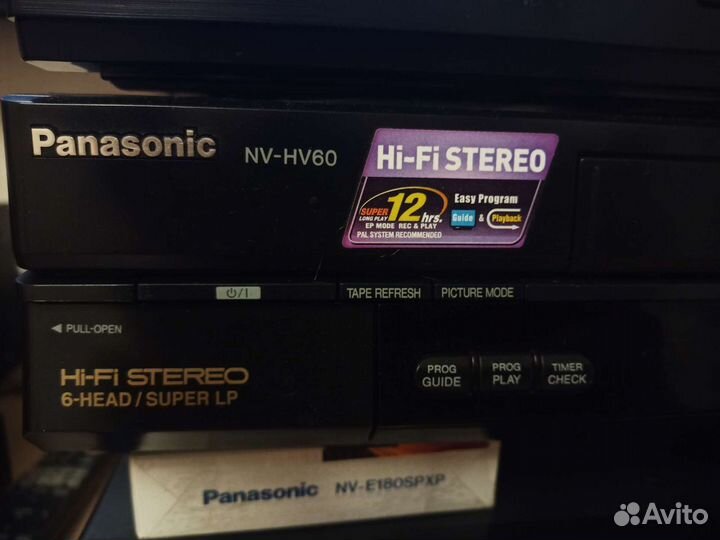 Panasonic NV-HV60
Hi-Fi STEREO
SUPER LONG PLAY 12 hrs.
EP MODE REC & PLAY
PAL SYSTEM RECOMMENDED
Easy Program
Guide & Playback
⏻/I TAPE REFRESH PICTURE MODE
◄ PULL-OPEN
Hi-Fi STEREO
6-HEAD / SUPER LP
PROG GUIDE
PROG PLAY
TIMER CHECK
Panasonic NV-E180SPXP
Avito